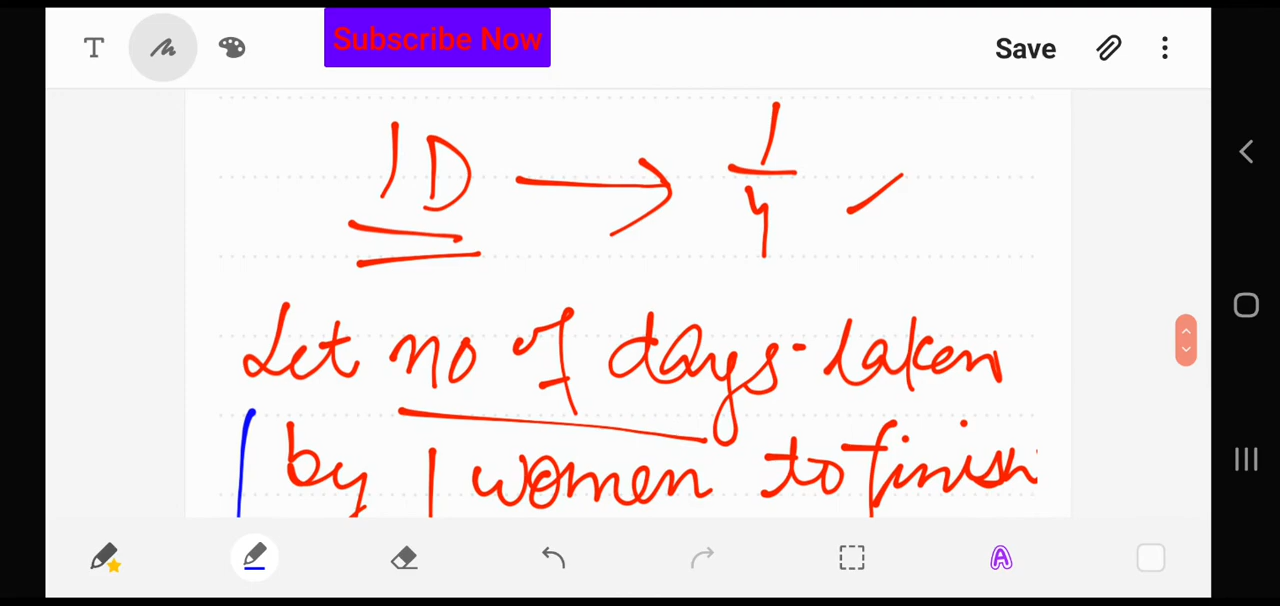 T
Subscribe Now
Save
1D → 1/4
Let no of days taken
by 1 women to finish
A